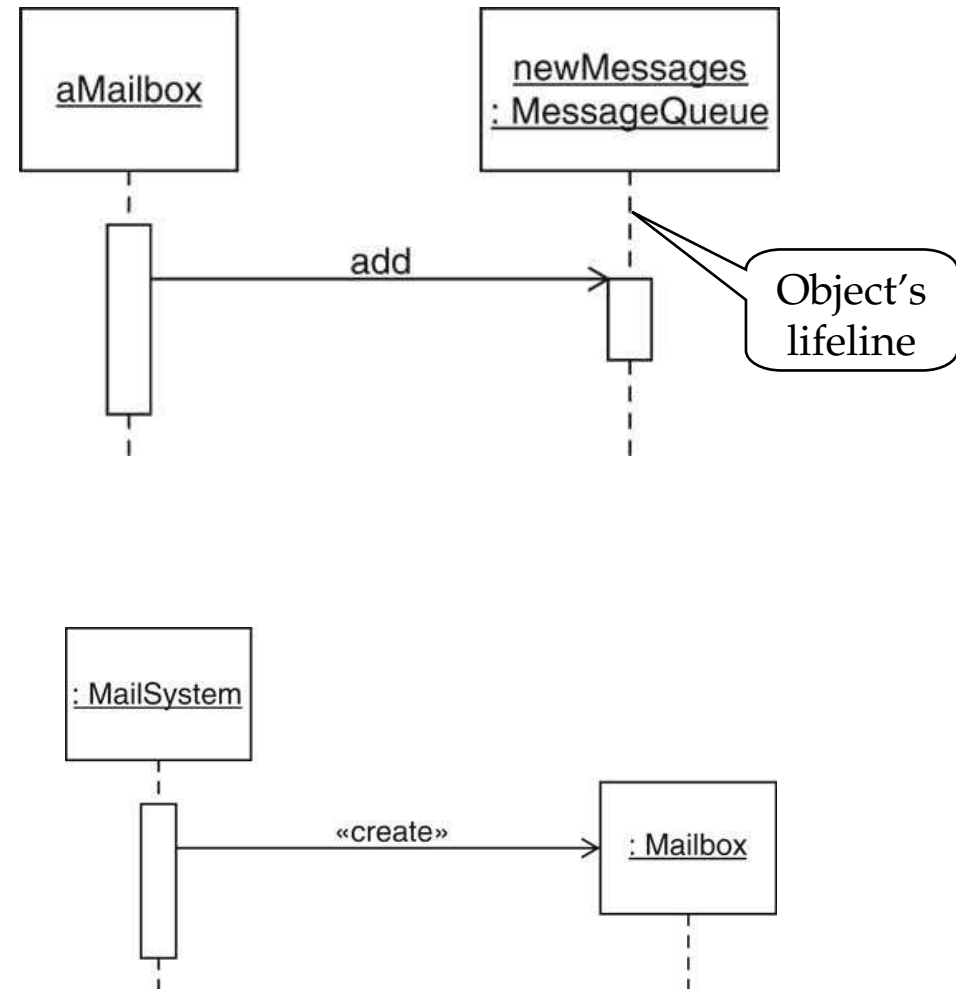 aMailbox
newMessages
: MessageQueue
add
Object’s
lifeline
: MailSystem
«create»
: Mailbox